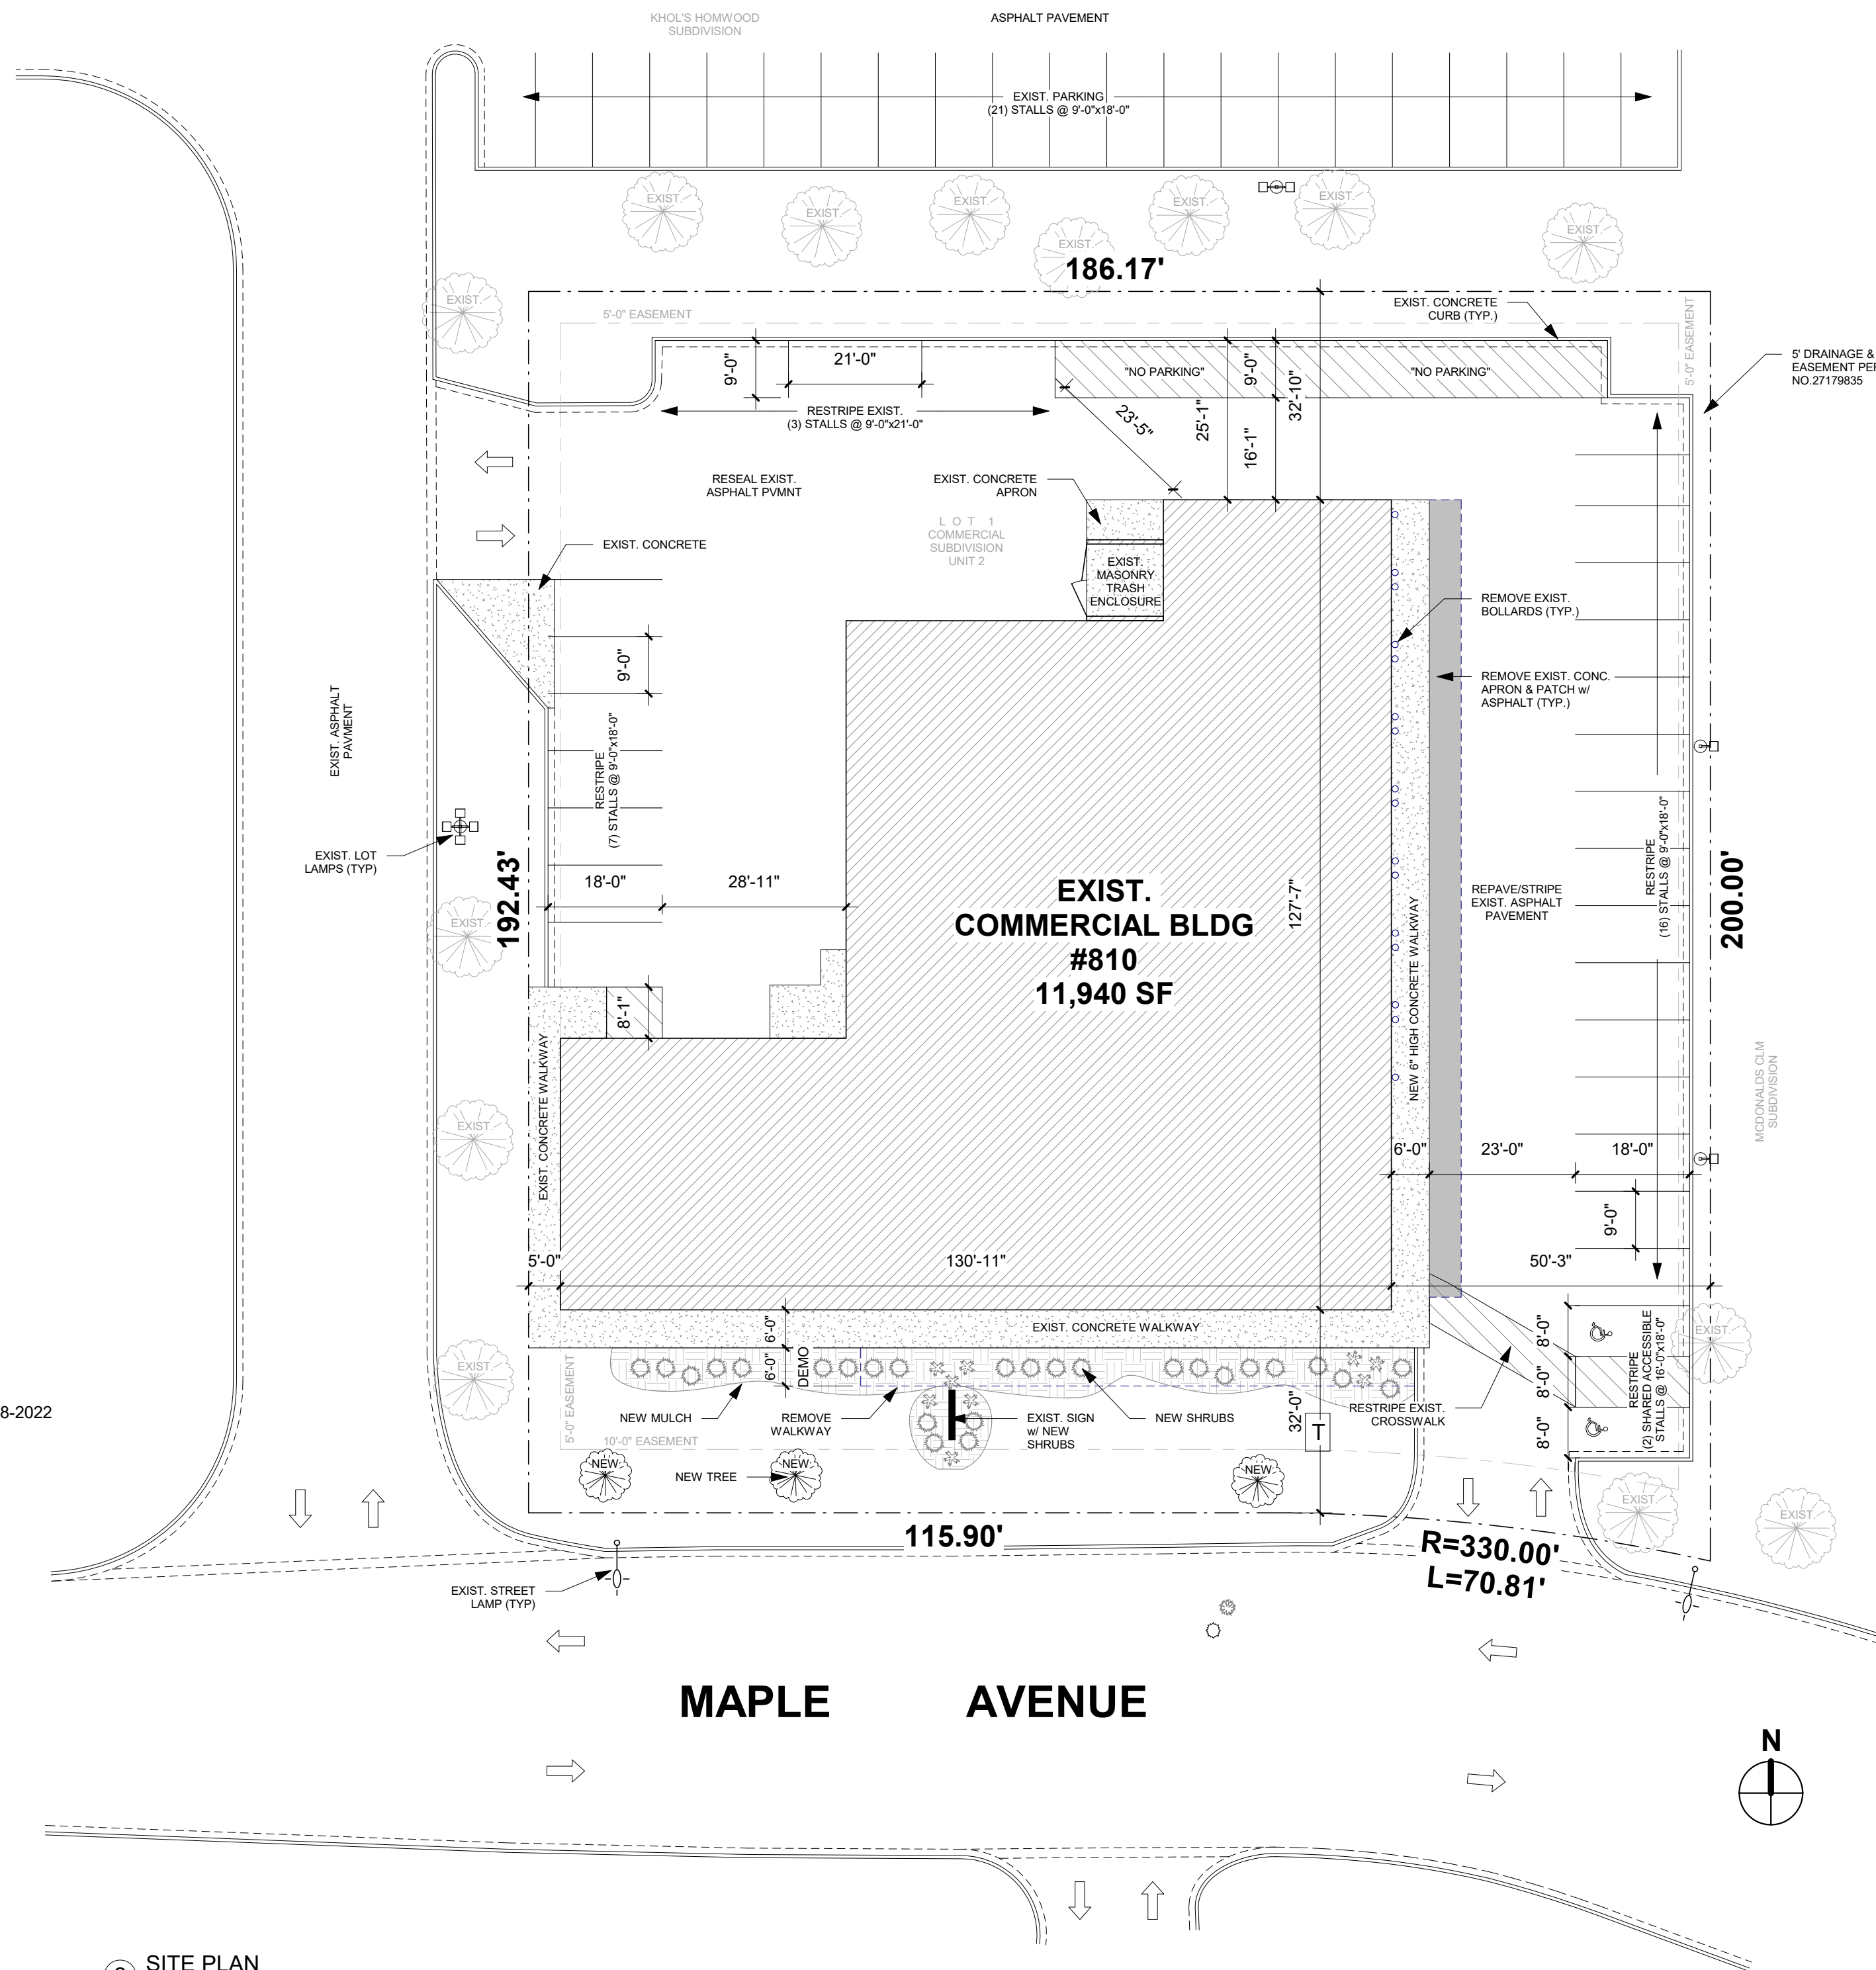 KHOL'S HOMWOOD
SUBDIVISION
ASPHALT PAVEMENT
EXIST. PARKING
(21) STALLS @ 9'-0"x18'-0"
EXIST.
EXIST.
EXIST.
EXIST.
EXIST.
EXIST.
EXIST.
EXIST.
186.17'
5'-0" EASEMENT
EXIST. CONCRETE
CURB (TYP.)
5'-0" EASEMENT
5' DRAINAGE &
NO.27179835
9'-0"
21'-0"
"NO PARKING"
"NO PARKING"
9'-0"
32'-10"
25'-1"
16'-1"
23'-5"
RESTRIPE EXIST.
(3) STALLS @ 9'-0"x21'-0"
RESEAL EXIST.
ASPHALT PVMNT
EXIST. CONCRETE
APRON
LOT 1
COMMERCIAL
SUBDIVISION
UNIT 2
EXIST. CONCRETE
EXIST.
MASONRY
TRASH
ENCLOSURE
REMOVE EXIST.
BOLLARDS (TYP.)
REMOVE EXIST. CONC.
APRON & PATCH w/
ASPHALT (TYP.)
9'-0"
EXIST. ASPHALT
PAVMENT
RESTRIPE
(7) STALLS @ 9'-0"x18'-0"
EXIST. LOT
LAMPS (TYP)
192.43'
18'-0"
28'-11"
EXIST.
COMMERCIAL BLDG
#810
11,940 SF
127'-7"
NEW 6" HIGH CONCRETE WALKWAY
REPAVE/STRIPE
EXIST. ASPHALT
PAVEMENT
RESTRIPE
(16) STALLS @ 9'-0"x18'-0"
200.00'
EXIST.
8'-1"
EXIST. CONCRETE WALKWAY
MCDONALDS CLM
SUBDIVISION
EXIST.
6'-0"
23'-0"
18'-0"
9'-0"
5'-0"
130'-11"
50'-3"
EXIST. CONCRETE WALKWAY
6'-0"
6'-0"
DEMO
8'-0"
8'-0"
8'-0"
RESTRIPE
(2) SHARED ACCESSIBLE
STALLS @ 16'-0"x18'-0"
EXIST.
EXIST.
5'-0" EASEMENT
8-2022
NEW MULCH
REMOVE
WALKWAY
EXIST. SIGN
w/ NEW
SHRUBS
NEW SHRUBS
32'-0"
T
RESTRIPE EXIST.
CROSSWALK
10'-0" EASEMENT
NEW
NEW TREE
NEW
NEW
EXIST.
EXIST.
115.90'
R=330.00'
L=70.81'
EXIST. STREET
LAMP (TYP)
MAPLE AVENUE
N
SITE PLAN